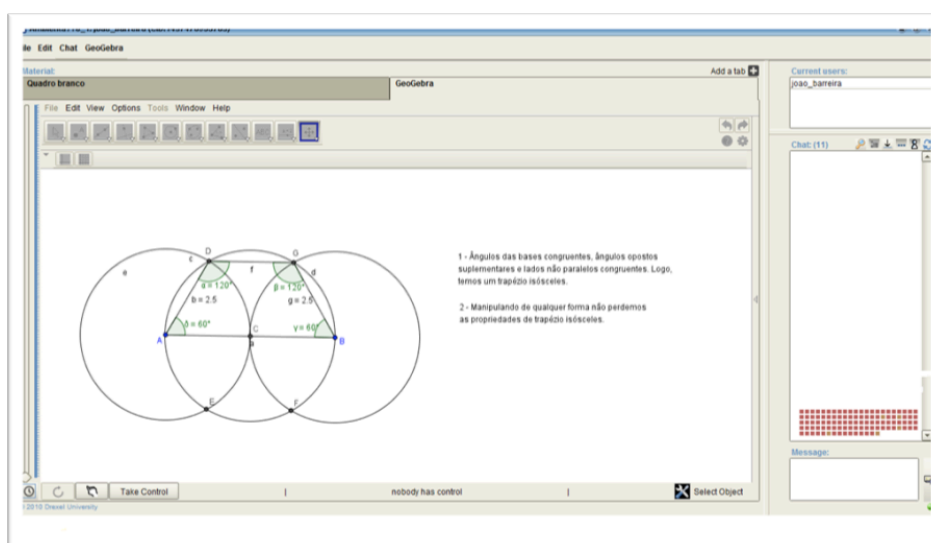 Edit Chat GeoGebra
Material:
Add a tab
Quadro branco
GeoGebra
File Edit View Options Tools Window Help
D
G
c
d
e
f
α = 120°
β = 120°
b = 2.5
g = 2.5
δ = 60°
γ = 60°
A
C
a
B
E
F
1 - Ângulos das bases congruentes, ângulos opostos
suplementares e lados não paralelos congruentes. Logo,
temos um trapézio isósceles.
2 - Manipulando de qualquer forma não perdemos
as propriedades de trapézio isósceles.
Take Control
nobody has control
Select Object
2010 Drexel University
Current users:
joao_barreira
Chat: (11)
Message: